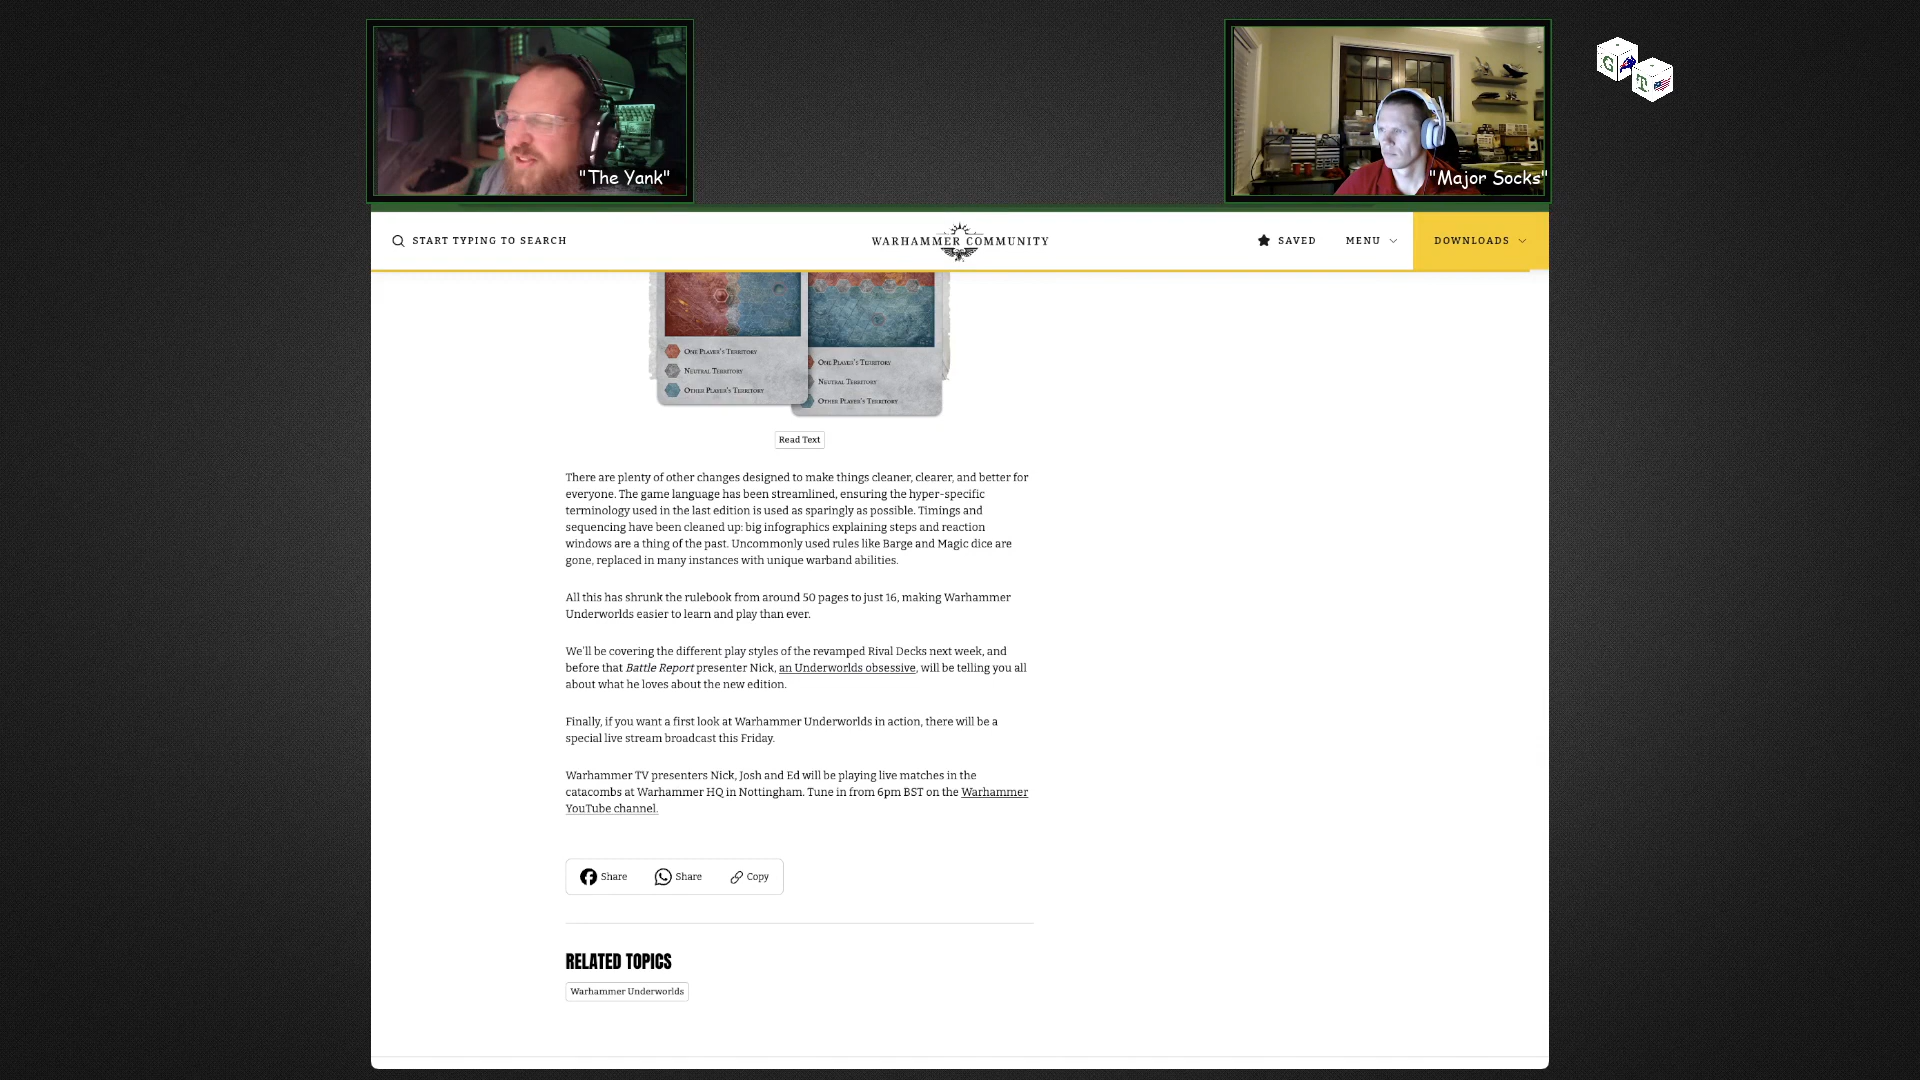 "The Yank"
"Major Socks"
G
T
START TYPING TO SEARCH
WARHAMMER COMMUNITY
SAVED
MENU
DOWNLOADS
One Player's Territory
Neutral Territory
Other Player's Territory
One Player's Territory
Neutral Territory
Other Player's Territory
Read Text
There are plenty of other changes designed to make things cleaner, clearer, and better for
everyone. The game language has been streamlined, ensuring the hyper-specific
terminology used in the last edition is used as sparingly as possible. Timings and
sequencing have been cleaned up: big infographics explaining steps and reaction
windows are a thing of the past. Uncommonly used rules like Barge and Magic dice are
gone, replaced in many instances with unique warband abilities.
All this has shrunk the rulebook from around 50 pages to just 16, making Warhammer
Underworlds easier to learn and play than ever.
We'll be covering the different play styles of the revamped Rival Decks next week, and
before that Battle Report presenter Nick, an Underworlds obsessive, will be telling you all
about what he loves about the new edition.
Finally, if you want a first look at Warhammer Underworlds in action, there will be a
special live stream broadcast this Friday.
Warhammer TV presenters Nick, Josh and Ed will be playing live matches in the
catacombs at Warhammer HQ in Nottingham. Tune in from 6pm BST on the Warhammer
YouTube channel.
Share
Share
Copy
RELATED TOPICS
Warhammer Underworlds